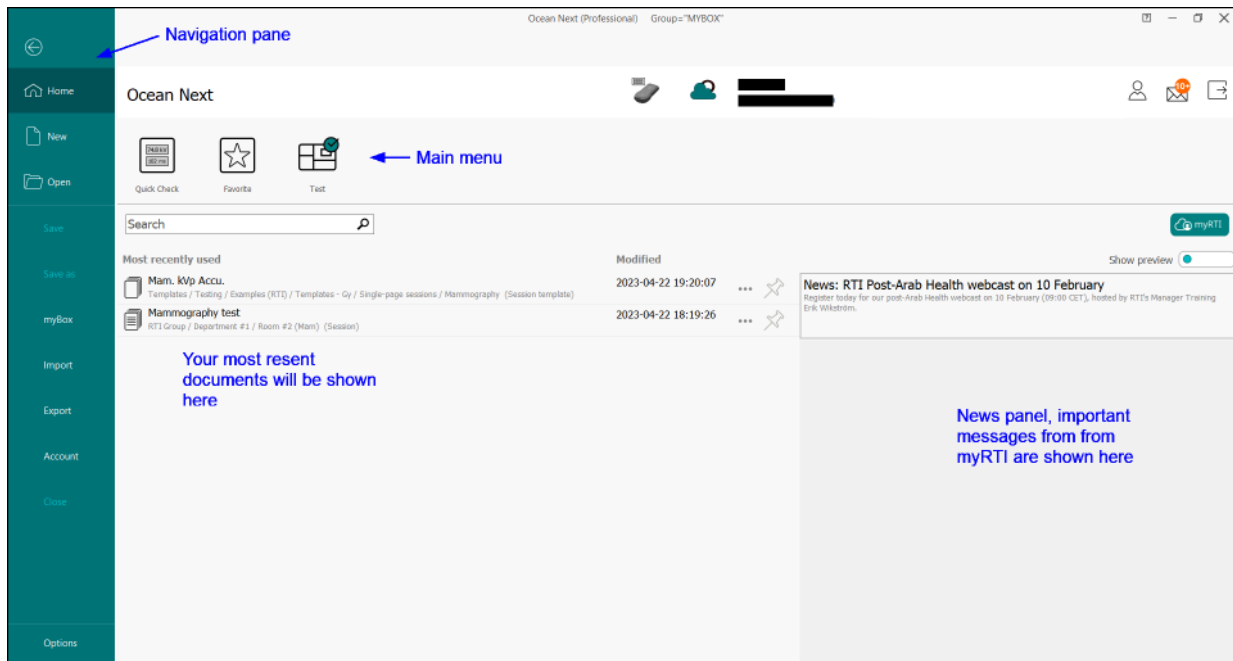 Ocean Next (Professional) Group="MYBOX"
Navigation pane
Home
Ocean Next
10+
New
74.0 kV
162 ms
Main menu
Open
Quick Check
Favorite
Test
Save
Search
myRTI
Most recently used
Modified
Show preview
Save as
Mam. kVp Accu.
2023-04-22 19:20:07
...
Templates / Testing / Examples (RTI) / Templates - Gy / Single-page sessions / Mammography (Session template)
News: RTI Post-Arab Health webcast on 10 February
Register today for our post-Arab Health webcast on 10 February (09:00 CET), hosted by RTI's Manager Training
Erik Wikström.
myBox
Mammography test
2023-04-22 18:19:26
...
RTI Group / Department #1 / Room #2 (Mam) (Session)
Import
Your most resent
documents will be shown
here
Export
News panel, important
messages from from
myRTI are shown here
Account
Close
Options